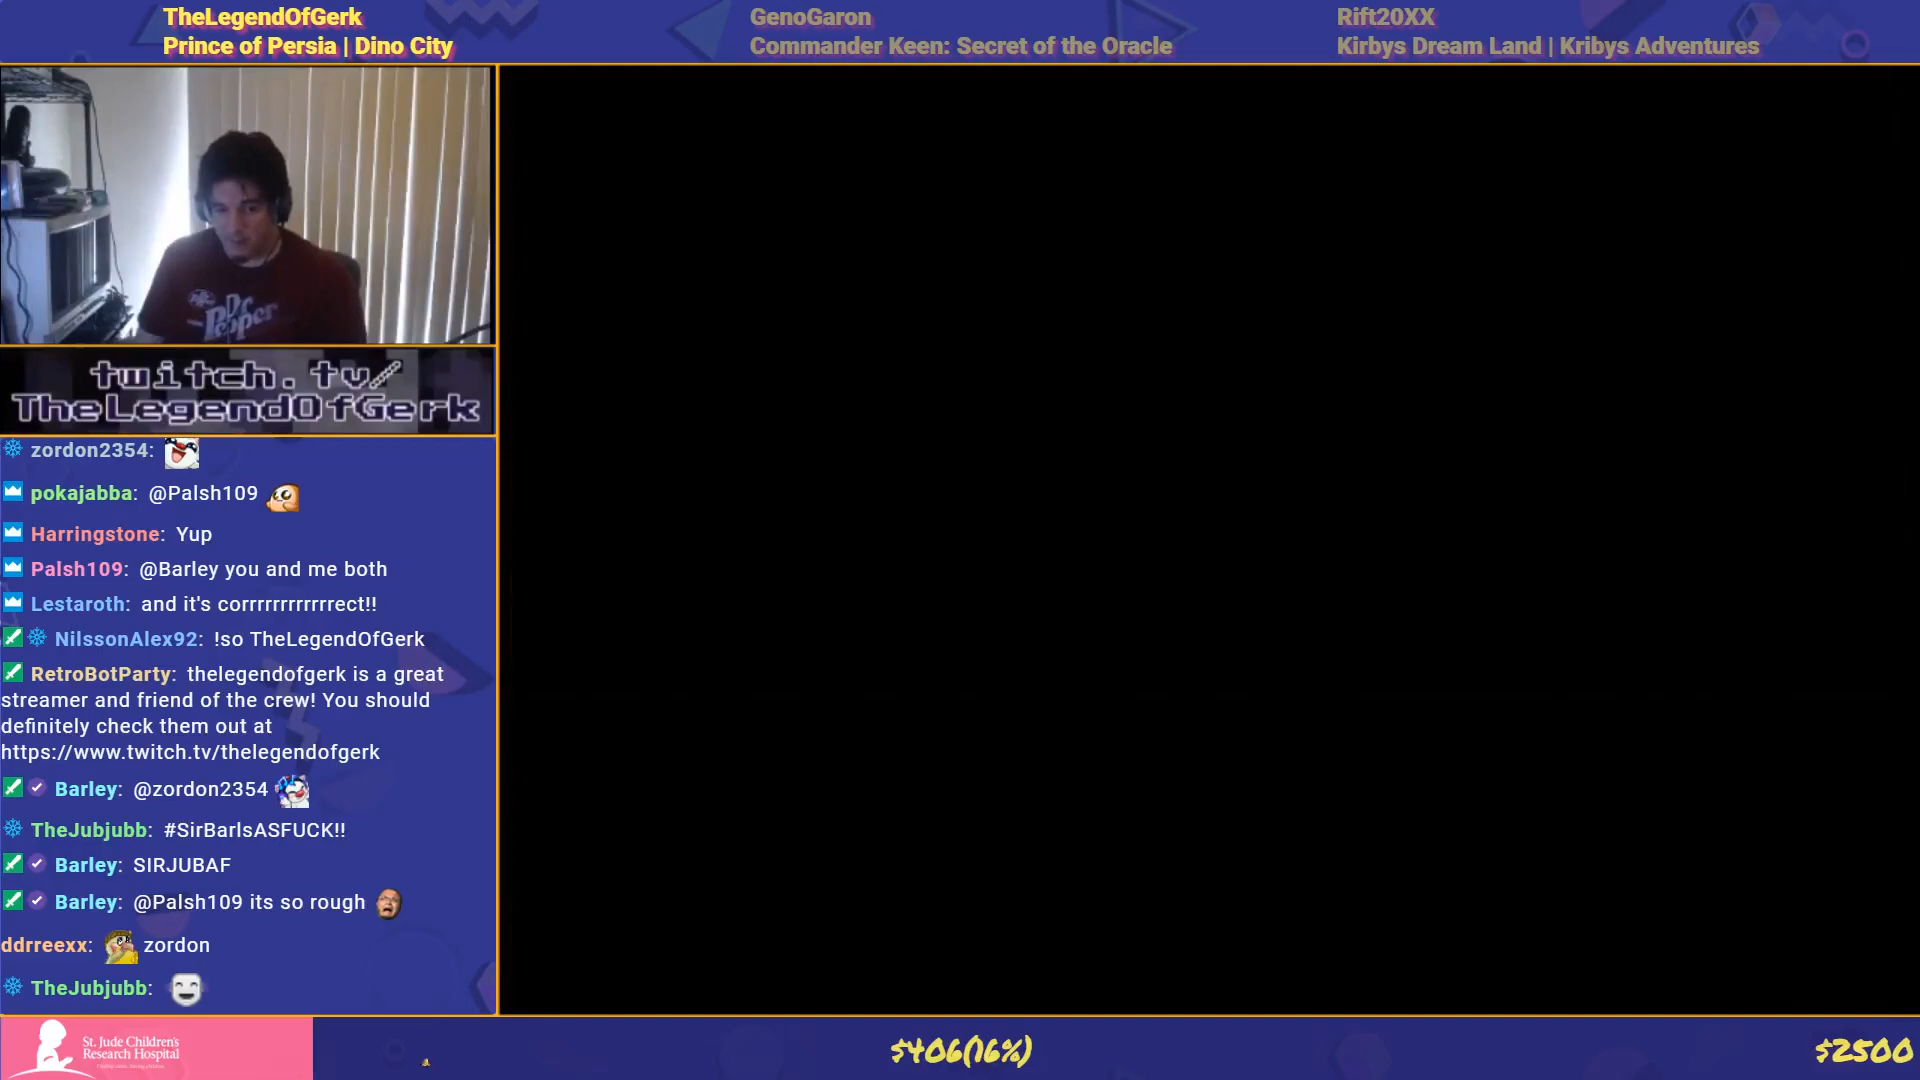 TheLegendOfGerk
Prince of Persia | Dino City
GenoGaron
Commander Keen: Secret of the Oracle
Rift20XX
Kirbys Dream Land | Kribys Adventures
Dr
Pepper
twitch.tv/
TheLegendOfGerk
zordon2354:
pokajabba: @Palsh109
Harringstone: Yup
Palsh109: @Barley you and me both
Lestaroth: and it's corrrrrrrrrrrect!!
NilssonAlex92: !so TheLegendOfGerk
RetroBotParty: thelegendofgerk is a great
streamer and friend of the crew! You should
definitely check them out at
https://www.twitch.tv/thelegendofgerk
Barley: @zordon2354
TheJubjubb: #SirBarlsASFUCK!!
Barley: SIRJUBAF
Barley: @Palsh109 its so rough
ddrreexx: zordon
TheJubjubb:
St. Jude Children's
Research Hospital
$406(16%)
$2500